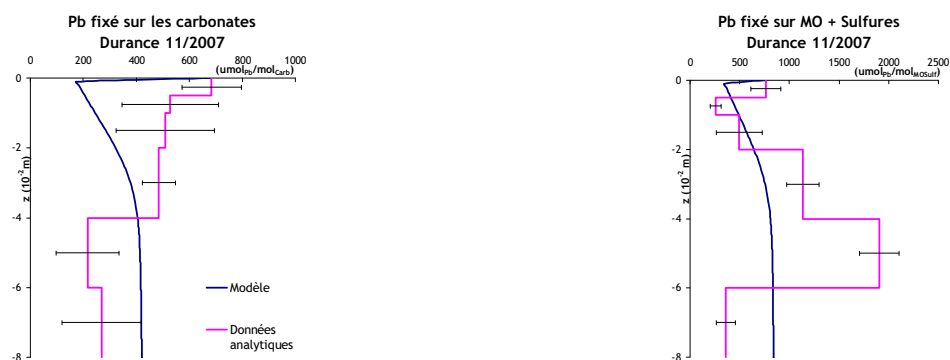 Pb fixé sur les carbonates
Durance 11/2007
0 200 400 600 800 1000
(umolPb/molCarb)
0
-2
-4
-6
-8
z (10-2 m)
Modèle
Données
analytiques
Pb fixé sur MO + Sulfures
Durance 11/2007
0 500 1000 1500 2000 2500
(umolPb/molMOSulf)
0
-2
-4
-6
-8
z (10-2 m)